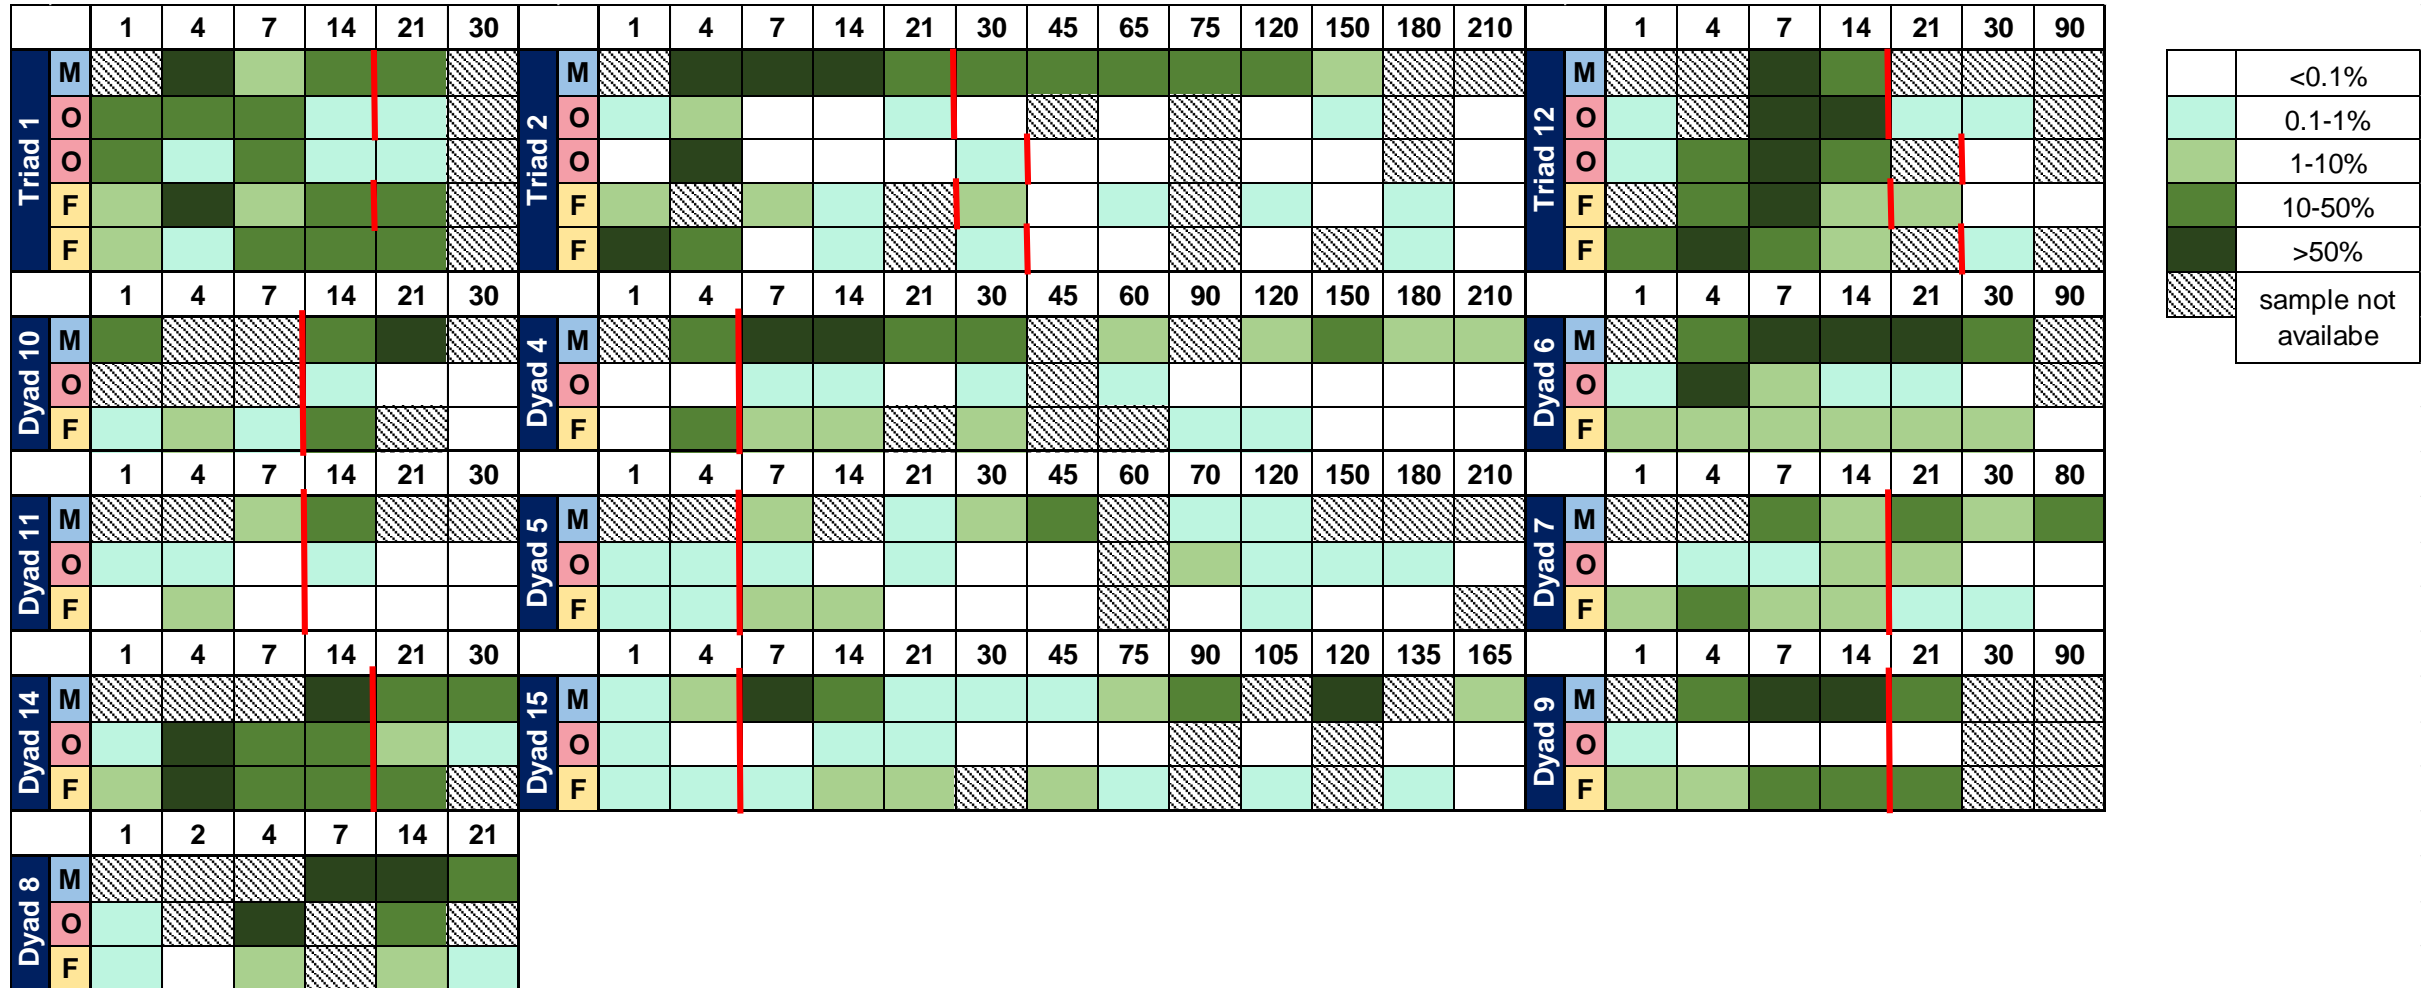 1 4 7 14 21 30 1 4 7 14 21 30 45 65 75 120 150 180 210 1 4 7 14 21 30 90
Triad 1 M O O F F
Triad 2 M O O F F
Triad 12 M O O F F
<0.1%
0.1-1%
1-10%
10-50%
>50%
sample not
availabe
1 4 7 14 21 30 1 4 7 14 21 30 45 60 90 120 150 180 210 1 4 7 14 21 30 90
Dyad 10 M O F
Dyad 4 M O F
Dyad 6 M O F
1 4 7 14 21 30 1 4 7 14 21 30 45 60 70 120 150 180 210 1 4 7 14 21 30 80
Dyad 11 M O F
Dyad 5 M O F
Dyad 7 M O F
1 4 7 14 21 30 1 4 7 14 21 30 45 75 90 105 120 135 165 1 4 7 14 21 30 90
Dyad 14 M O F
Dyad 15 M O F
Dyad 9 M O F
1 2 4 7 14 21
Dyad 8 M O F